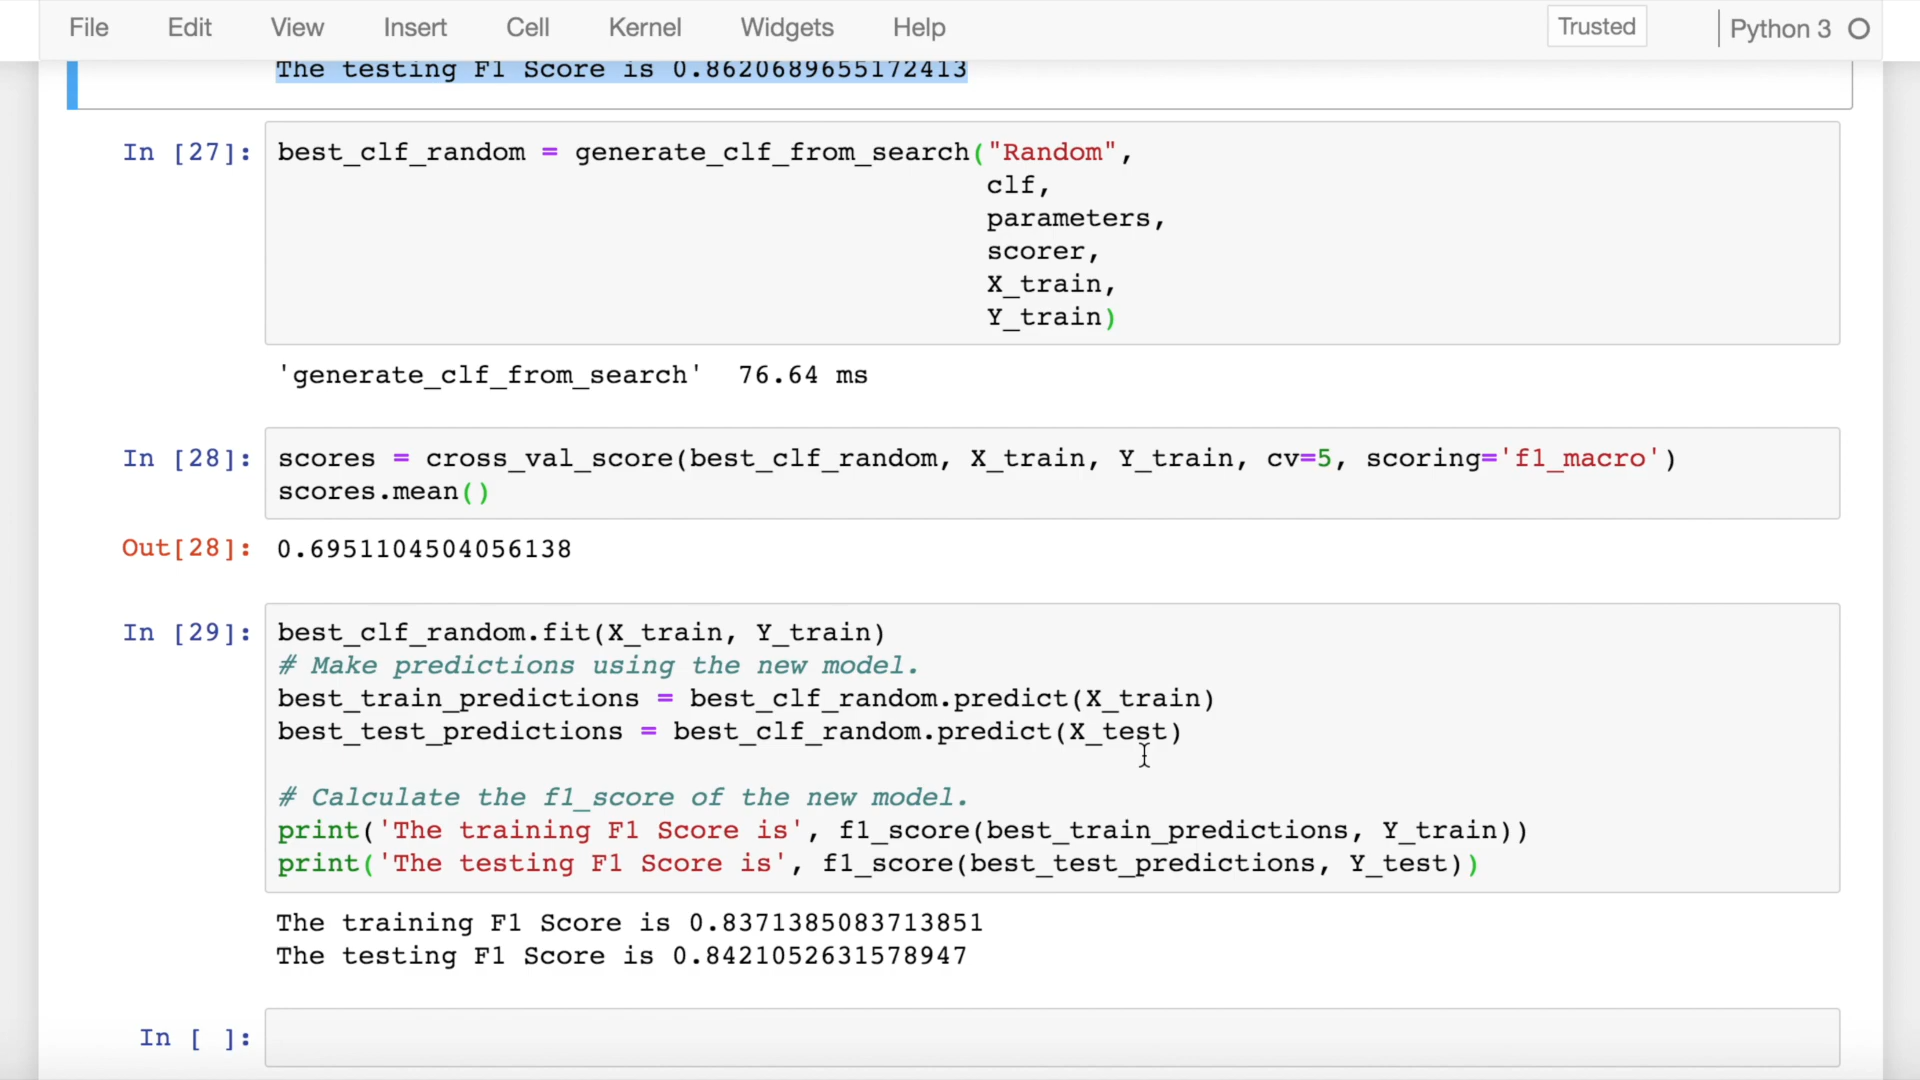 File Edit View Insert Cell Kernel Widgets Help Trusted Python 3
The testing F1 Score is 0.8620689655172413
In [27]: best_clf_random = generate_clf_from_search("Random",
clf,
parameters,
scorer,
X_train,
Y_train)
'generate_clf_from_search' 76.64 ms
In [28]: scores = cross_val_score(best_clf_random, X_train, Y_train, cv=5, scoring='f1_macro')
scores.mean()
Out[28]: 0.6951104504056138
In [29]: best_clf_random.fit(X_train, Y_train)
# Make predictions using the new model.
best_train_predictions = best_clf_random.predict(X_train)
best_test_predictions = best_clf_random.predict(X_test)
# Calculate the f1_score of the new model.
print('The training F1 Score is', f1_score(best_train_predictions, Y_train))
print('The testing F1 Score is', f1_score(best_test_predictions, Y_test))
The training F1 Score is 0.8371385083713851
The testing F1 Score is 0.8421052631578947
In [ ]: